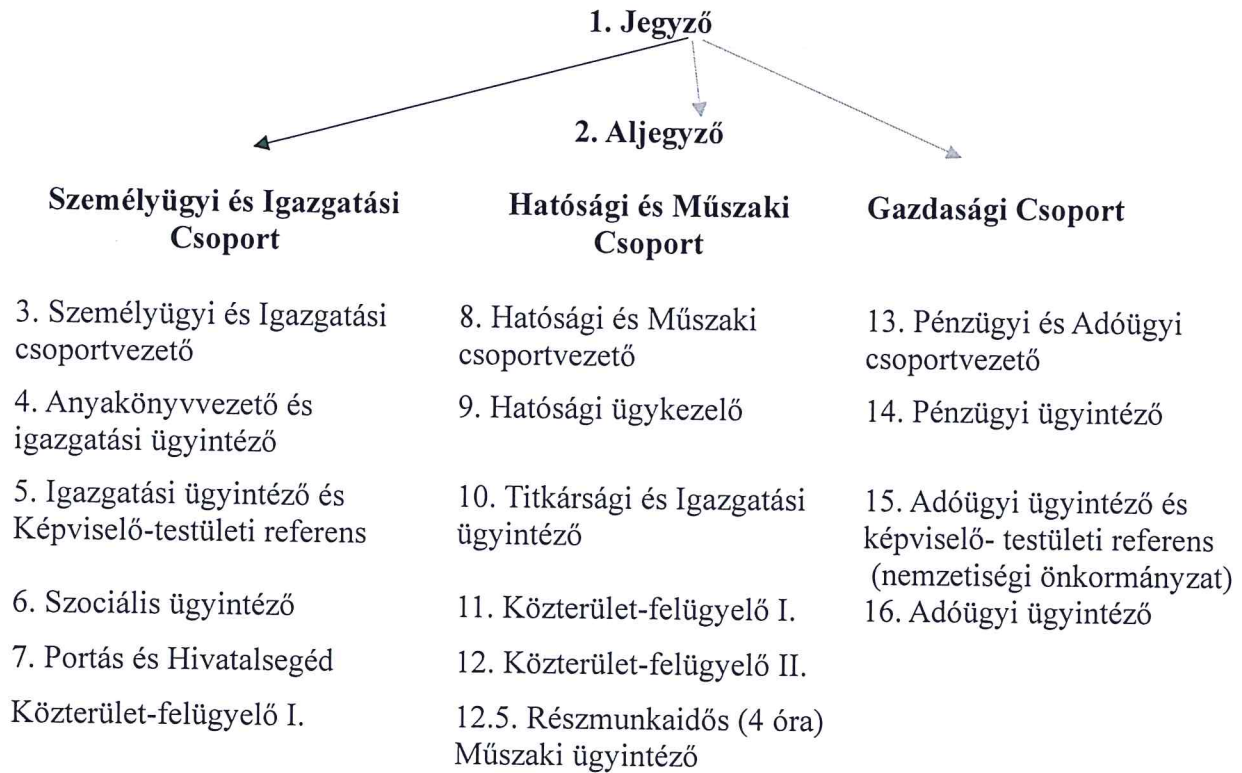 1. Jegyző
2. Aljegyző
Személyügyi és Igazgatási
Csoport
3. Személyügyi és Igazgatási
csoportvezető
4. Anyakönyvvezető és
igazgatási ügyintéző
5. Igazgatási ügyintéző és
Képviselő-testületi referens
6. Szociális ügyintéző
7. Portás és Hivatalsegéd
Közterület-felügyelő I.
Hatósági és Műszaki
Csoport
8. Hatósági és Műszaki
csoportvezető
9. Hatósági ügykezelő
10. Titkársági és Igazgatási
ügyintéző
11. Közterület-felügyelő I.
12. Közterület-felügyelő II.
12.5. Részmunkaidős (4 óra)
Műszaki ügyintéző
Gazdasági Csoport
13. Pénzügyi és Adóügyi
csoportvezető
14. Pénzügyi ügyintéző
15. Adóügyi ügyintéző és
képviselő- testületi referens
(nemzetiségi önkormányzat)
16. Adóügyi ügyintéző